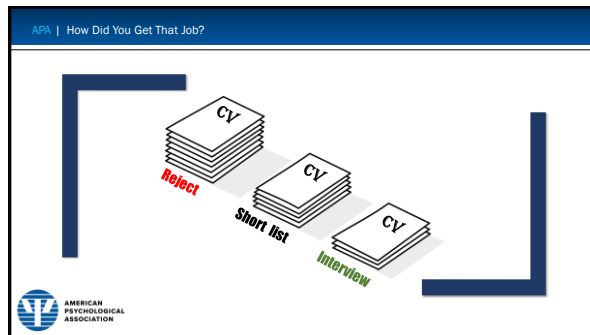 APA | How Did You Get That Job?
CV
Reject
CV
Short list
CV
Interview
AMERICAN
PSYCHOLOGICAL
ASSOCIATION